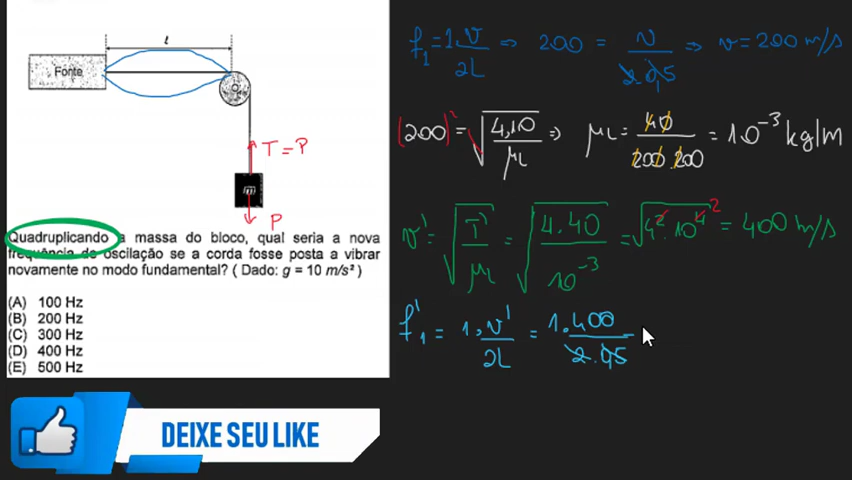 ℓ
Fonte
T = P
m
P
Quadruplicando a massa do bloco, qual seria a nova
frequência de oscilação se a corda fosse posta a vibrar
novamente no modo fundamental? ( Dado: g = 10 m/s² )
(A) 100 Hz
(B) 200 Hz
(C) 300 Hz
(D) 400 Hz
(E) 500 Hz
f₁ = 1.v/2L ⇒ 200 = v/2.0,5 ⇒ v = 200 m/s
(200)² = √(4.10/μL) ⇒ μL = 40/200.200 = 10⁻³ kg/m
v' = √(T'/μL) = √(4.40/10⁻³) = √(4².10⁴) = 400 m/s
f'₁ = 1.v'/2L = 1.400/2.0,5
DEIXE SEU LIKE